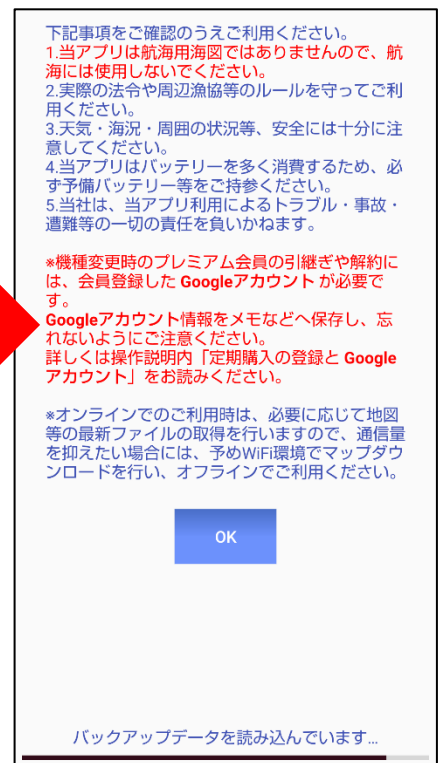 下記事項をご確認のうえご利用ください。
1.当アプリは航海用海図ではありませんので、航
海には使用しないでください。
2.実際の法令や周辺漁協等のルールを守ってご利
用ください。
3.天気・海況・周囲の状況等、安全には十分に注
意してください。
4.当アプリはバッテリーを多く消費するため、必
ず予備バッテリー等をご持参ください。
5.当社は、当アプリ利用によるトラブル・事故・
遭難等の一切の責任を負いかねます。
*機種変更時のプレミアム会員の引継ぎや解約に
は、会員登録した Googleアカウント が必要で
す。
Googleアカウント情報をメモなどへ保存し、忘
れないようにご注意ください。
詳しくは操作説明内「定期購入の登録と Google
アカウント」をお読みください。
*オンラインでのご利用時は、必要に応じて地図
等の最新ファイルの取得を行いますので、通信量
を抑えたい場合には、予めWiFi環境でマップダウ
ンロードを行い、オフラインでご利用ください。
OK
バックアップデータを読み込んでいます...